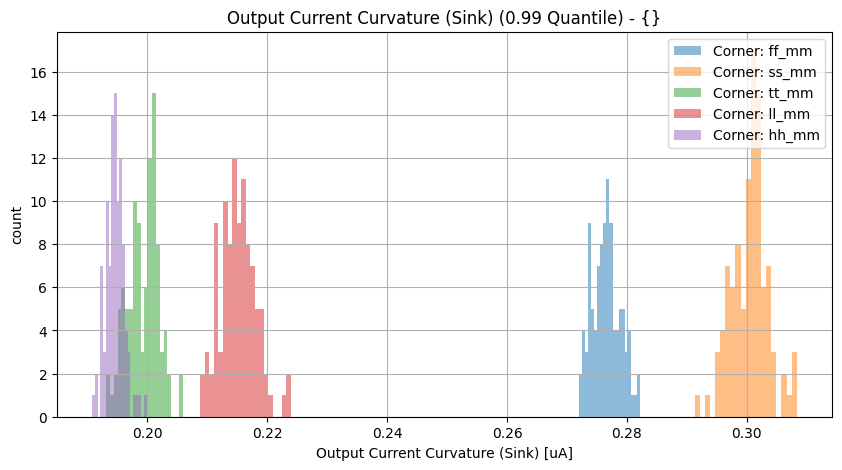 Output Current Curvature (Sink) (0.99 Quantile) - {}
Corner: ff_mm
Corner: ss_mm
Corner: tt_mm
Corner: ll_mm
Corner: hh_mm
count
16
14
12
10
8
6
4
2
0
0.20
0.22
0.24
0.26
0.28
0.30
Output Current Curvature (Sink) [uA]